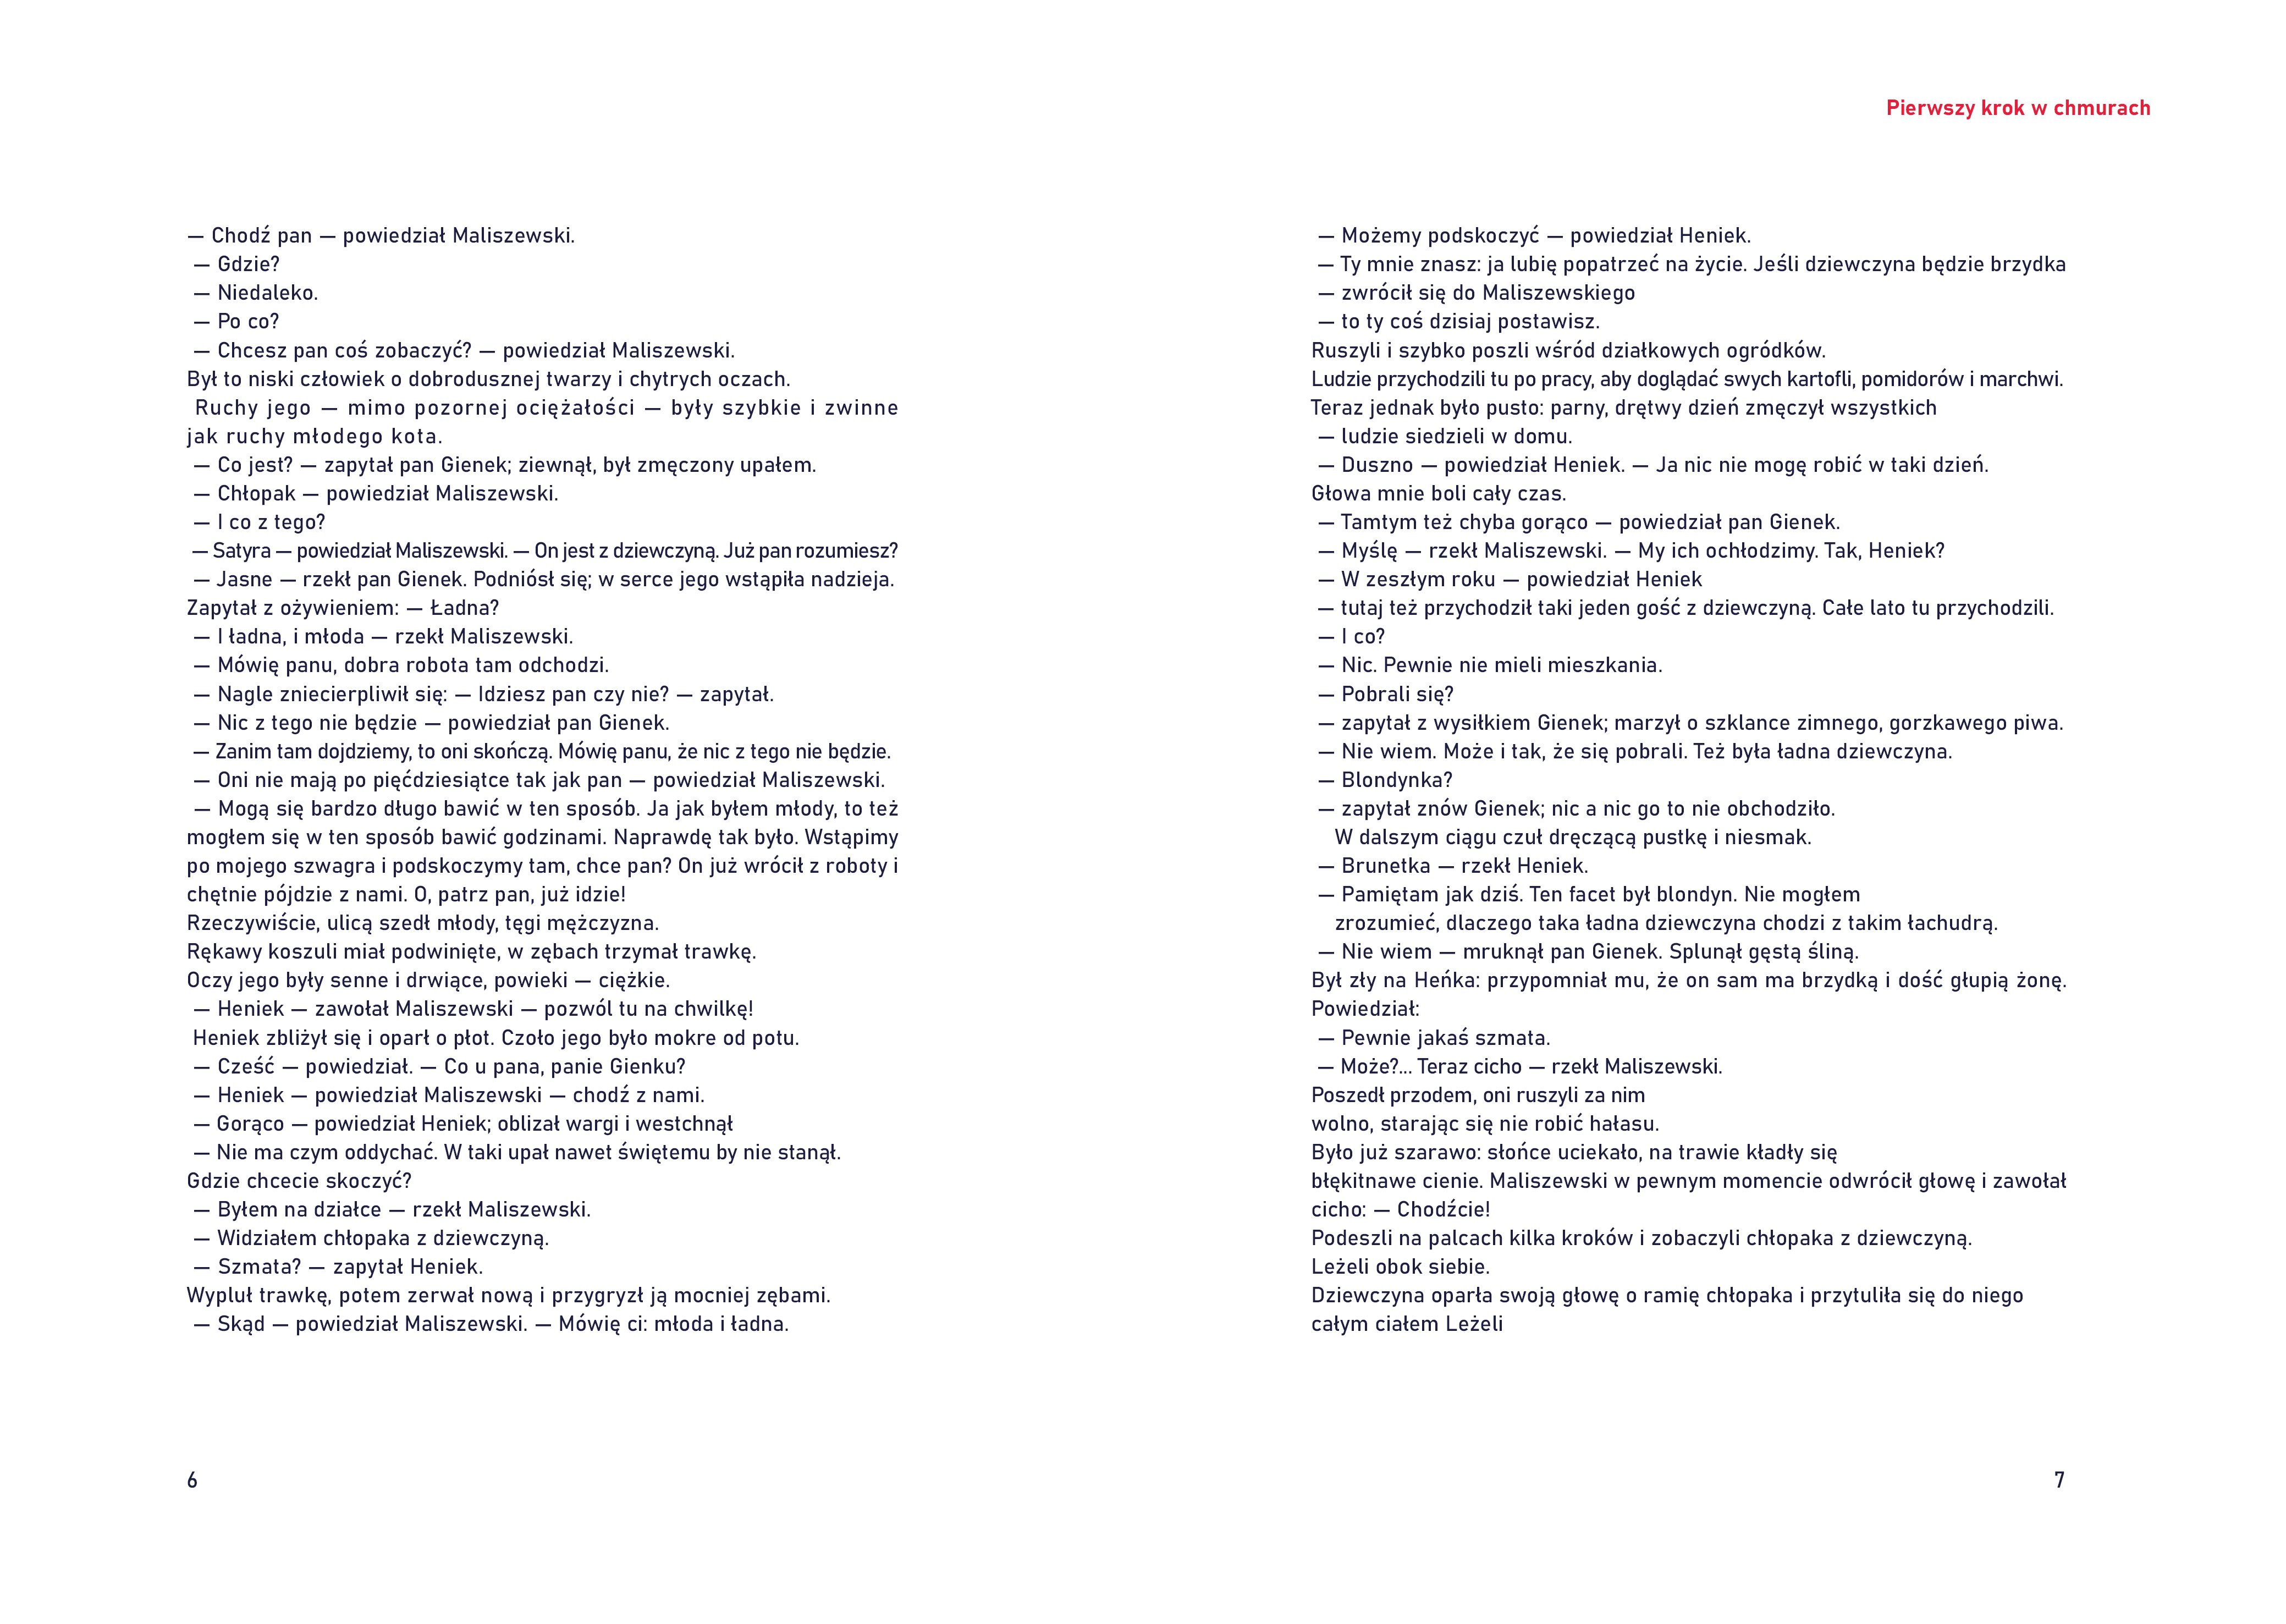 Pierwszy krok w chmurach
— Chodź pan — powiedział Maliszewski.
— Gdzie?
— Niedaleko.
— Po co?
— Chcesz pan coś zobaczyć? — powiedział Maliszewski.
Był to niski człowiek o dobrodusznej twarzy i chytrych oczach.
Ruchy jego — mimo pozornej ociężałości — były szybkie i zwinne
jak ruchy młodego kota.
— Co jest? — zapytał pan Gienek; ziewnął, był zmęczony upałem.
— Chłopak — powiedział Maliszewski.
— I co z tego?
— Satyra — powiedział Maliszewski. — On jest z dziewczyną. Już pan rozumiesz?
— Jasne — rzekł pan Gienek. Podniósł się; w serce jego wstąpiła nadzieja.
Zapytał z ożywieniem: — Ładna?
— I ładna, i młoda — rzekł Maliszewski.
— Mówię panu, dobra robota tam odchodzi.
— Nagle zniecierpliwił się: — Idziesz pan czy nie? — zapytał.
— Nic z tego nie będzie — powiedział pan Gienek.
— Zanim tam dojdziemy, to oni skończą. Mówię panu, że nic z tego nie będzie.
— Oni nie mają po pięćdziesiątce tak jak pan — powiedział Maliszewski.
— Mogą się bardzo długo bawić w ten sposób. Ja jak byłem młody, to też
mogłem się w ten sposób bawić godzinami. Naprawdę tak było. Wstąpimy
po mojego szwagra i podskoczymy tam, chce pan? On już wrócił z roboty i
chętnie pójdzie z nami. O, patrz pan, już idzie!
Rzeczywiście, ulicą szedł młody, tęgi mężczyzna.
Rękawy koszuli miał podwinięte, w zębach trzymał trawkę.
Oczy jego były senne i drwiące, powieki — ciężkie.
— Heniek — zawołał Maliszewski — pozwól tu na chwilkę!
Heniek zbliżył się i oparł o płot. Czoło jego było mokre od potu.
— Cześć — powiedział. — Co u pana, panie Gienku?
— Heniek — powiedział Maliszewski — chodź z nami.
— Gorąco — powiedział Heniek; oblizał wargi i westchnął
— Nie ma czym oddychać. W taki upał nawet świętemu by nie stanął.
Gdzie chcecie skoczyć?
— Byłem na działce — rzekł Maliszewski.
— Widziałem chłopaka z dziewczyną.
— Szmata? — zapytał Heniek.
Wypluł trawkę, potem zerwał nową i przygryzł ją mocniej zębami.
— Skąd — powiedział Maliszewski. — Mówię ci: młoda i ładna.
6
— Możemy podskoczyć — powiedział Heniek.
— Ty mnie znasz: ja lubię popatrzeć na życie. Jeśli dziewczyna będzie brzydka
— zwrócił się do Maliszewskiego
— to ty coś dzisiaj postawisz.
Ruszyli i szybko poszli wśród działkowych ogródków.
Ludzie przychodzili tu po pracy, aby doglądać swych kartofli, pomidorów i marchwi.
Teraz jednak było pusto: parny, drętwy dzień zmęczył wszystkich
— ludzie siedzieli w domu.
— Duszno — powiedział Heniek. — Ja nic nie mogę robić w taki dzień.
Głowa mnie boli cały czas.
— Tamtym też chyba gorąco — powiedział pan Gienek.
— Myślę — rzekł Maliszewski. — My ich ochłodzimy. Tak, Heniek?
— W zeszłym roku — powiedział Heniek
— tutaj też przychodził taki jeden gość z dziewczyną. Całe lato tu przychodzili.
— I co?
— Nic. Pewnie nie mieli mieszkania.
— Pobrali się?
— zapytał z wysiłkiem Gienek; marzył o szklance zimnego, gorzkawego piwa.
— Nie wiem. Może i tak, że się pobrali. Też była ładna dziewczyna.
— Blondynka?
— zapytał znów Gienek; nic a nic go to nie obchodziło.
W dalszym ciągu czuł dręczącą pustkę i niesmak.
— Brunetka — rzekł Heniek.
— Pamiętam jak dziś. Ten facet był blondyn. Nie mogłem
zrozumieć, dlaczego taka ładna dziewczyna chodzi z takim łachudrą.
— Nie wiem — mruknął pan Gienek. Splunął gęstą śliną.
Był zły na Heńka: przypomniał mu, że on sam ma brzydką i dość głupią żonę.
Powiedział:
— Pewnie jakaś szmata.
— Może?... Teraz cicho — rzekł Maliszewski.
Poszedł przodem, oni ruszyli za nim
wolno, starając się nie robić hałasu.
Było już szarawo: słońce uciekało, na trawie kładły się
błękitnawe cienie. Maliszewski w pewnym momencie odwrócił głowę i zawołał
cicho: — Chodźcie!
Podeszli na palcach kilka kroków i zobaczyli chłopaka z dziewczyną.
Leżeli obok siebie.
Dziewczyna oparła swoją głowę o ramię chłopaka i przytuliła się do niego
całym ciałem Leżeli
7